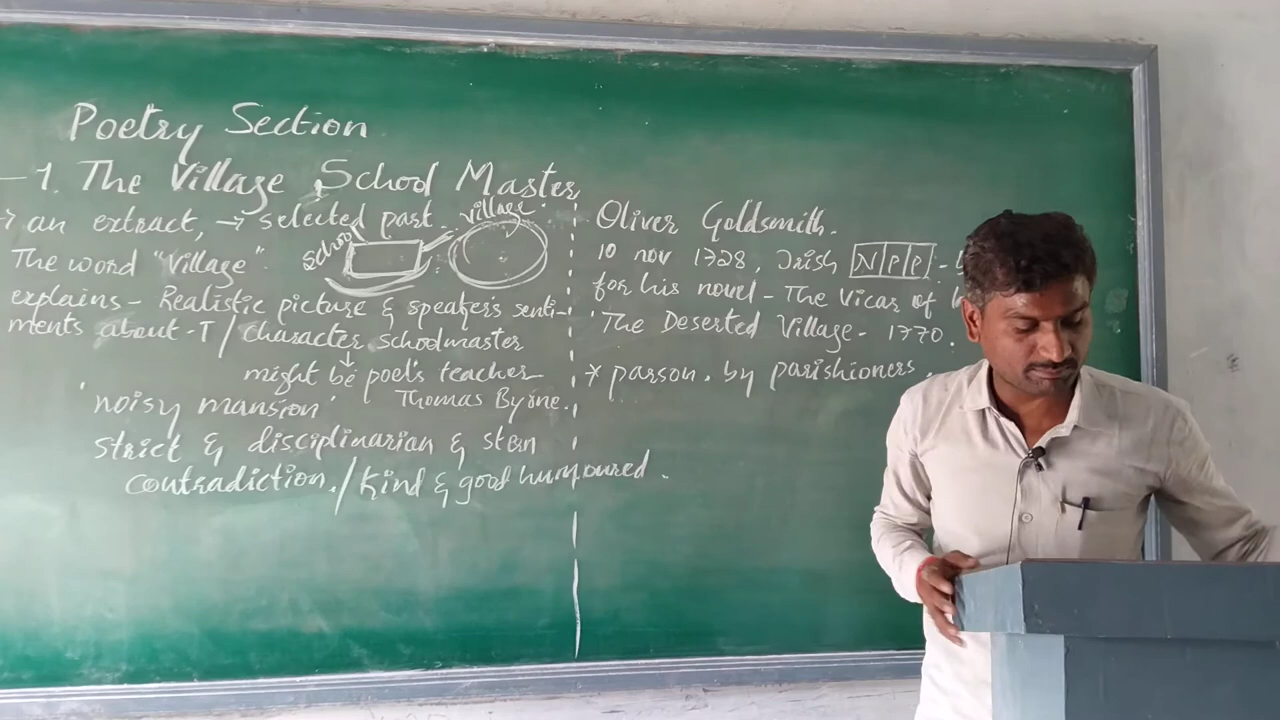 Poetry Section
1. The Village School Master
→ an extract, → selected part.
school
village
The word "Village".
explains - Realistic picture & speaker's senti-
ments about - T / character schoolmaster
might be poet's teacher
'noisy mansion' Thomas Byrne.
strict & disciplinarian & stern
contradiction. / Kind & good humpoured.
Oliver Goldsmith.
10 nov 1728, Irish N P P -
for his novel - The Vicar of
'The Deserted Village - 1770.
* parson. by parishioners.